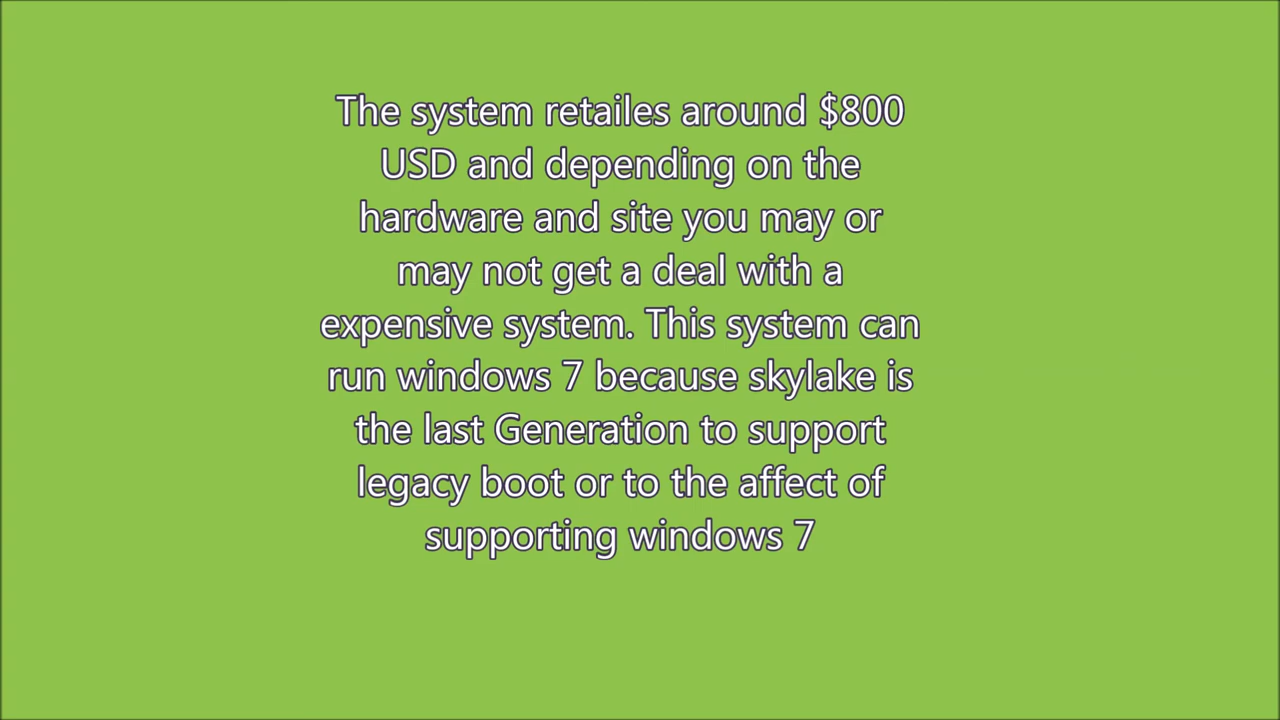 The system retailes around $800
USD and depending on the
hardware and site you may or
may not get a deal with a
expensive system. This system can
run windows 7 because skylake is
the last Generation to support
legacy boot or to the affect of
supporting windows 7